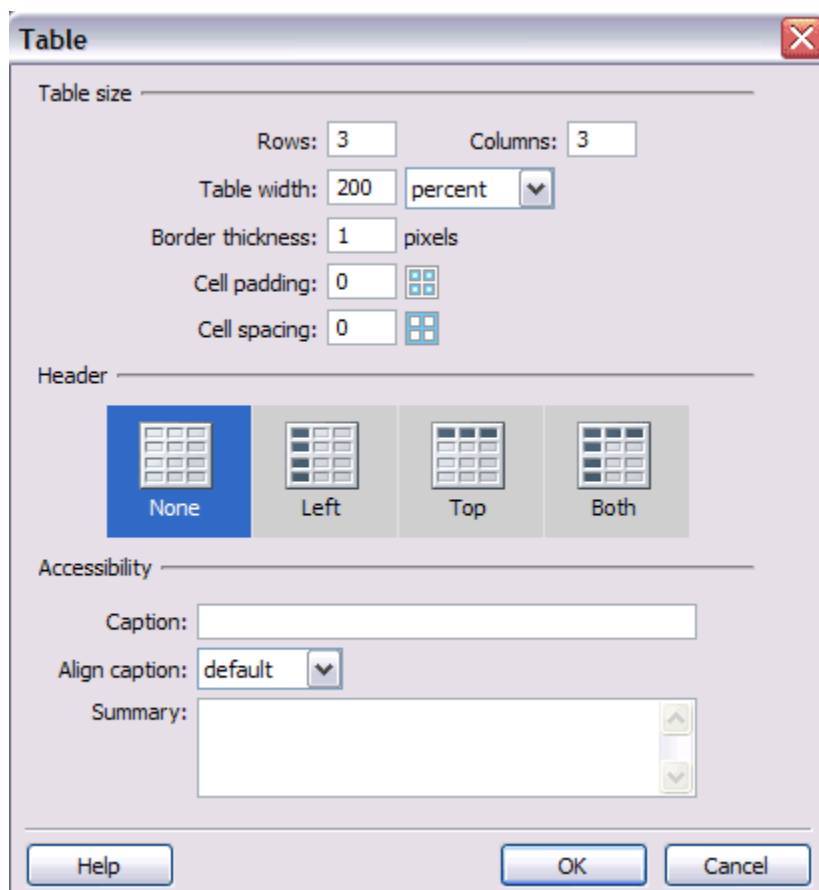 Table
Table size
Rows: 3 Columns: 3
Table width: 200 percent
Border thickness: 1 pixels
Cell padding: 0
Cell spacing: 0
Header
None Left Top Both
Accessibility
Caption:
Align caption: default
Summary:
Help OK Cancel